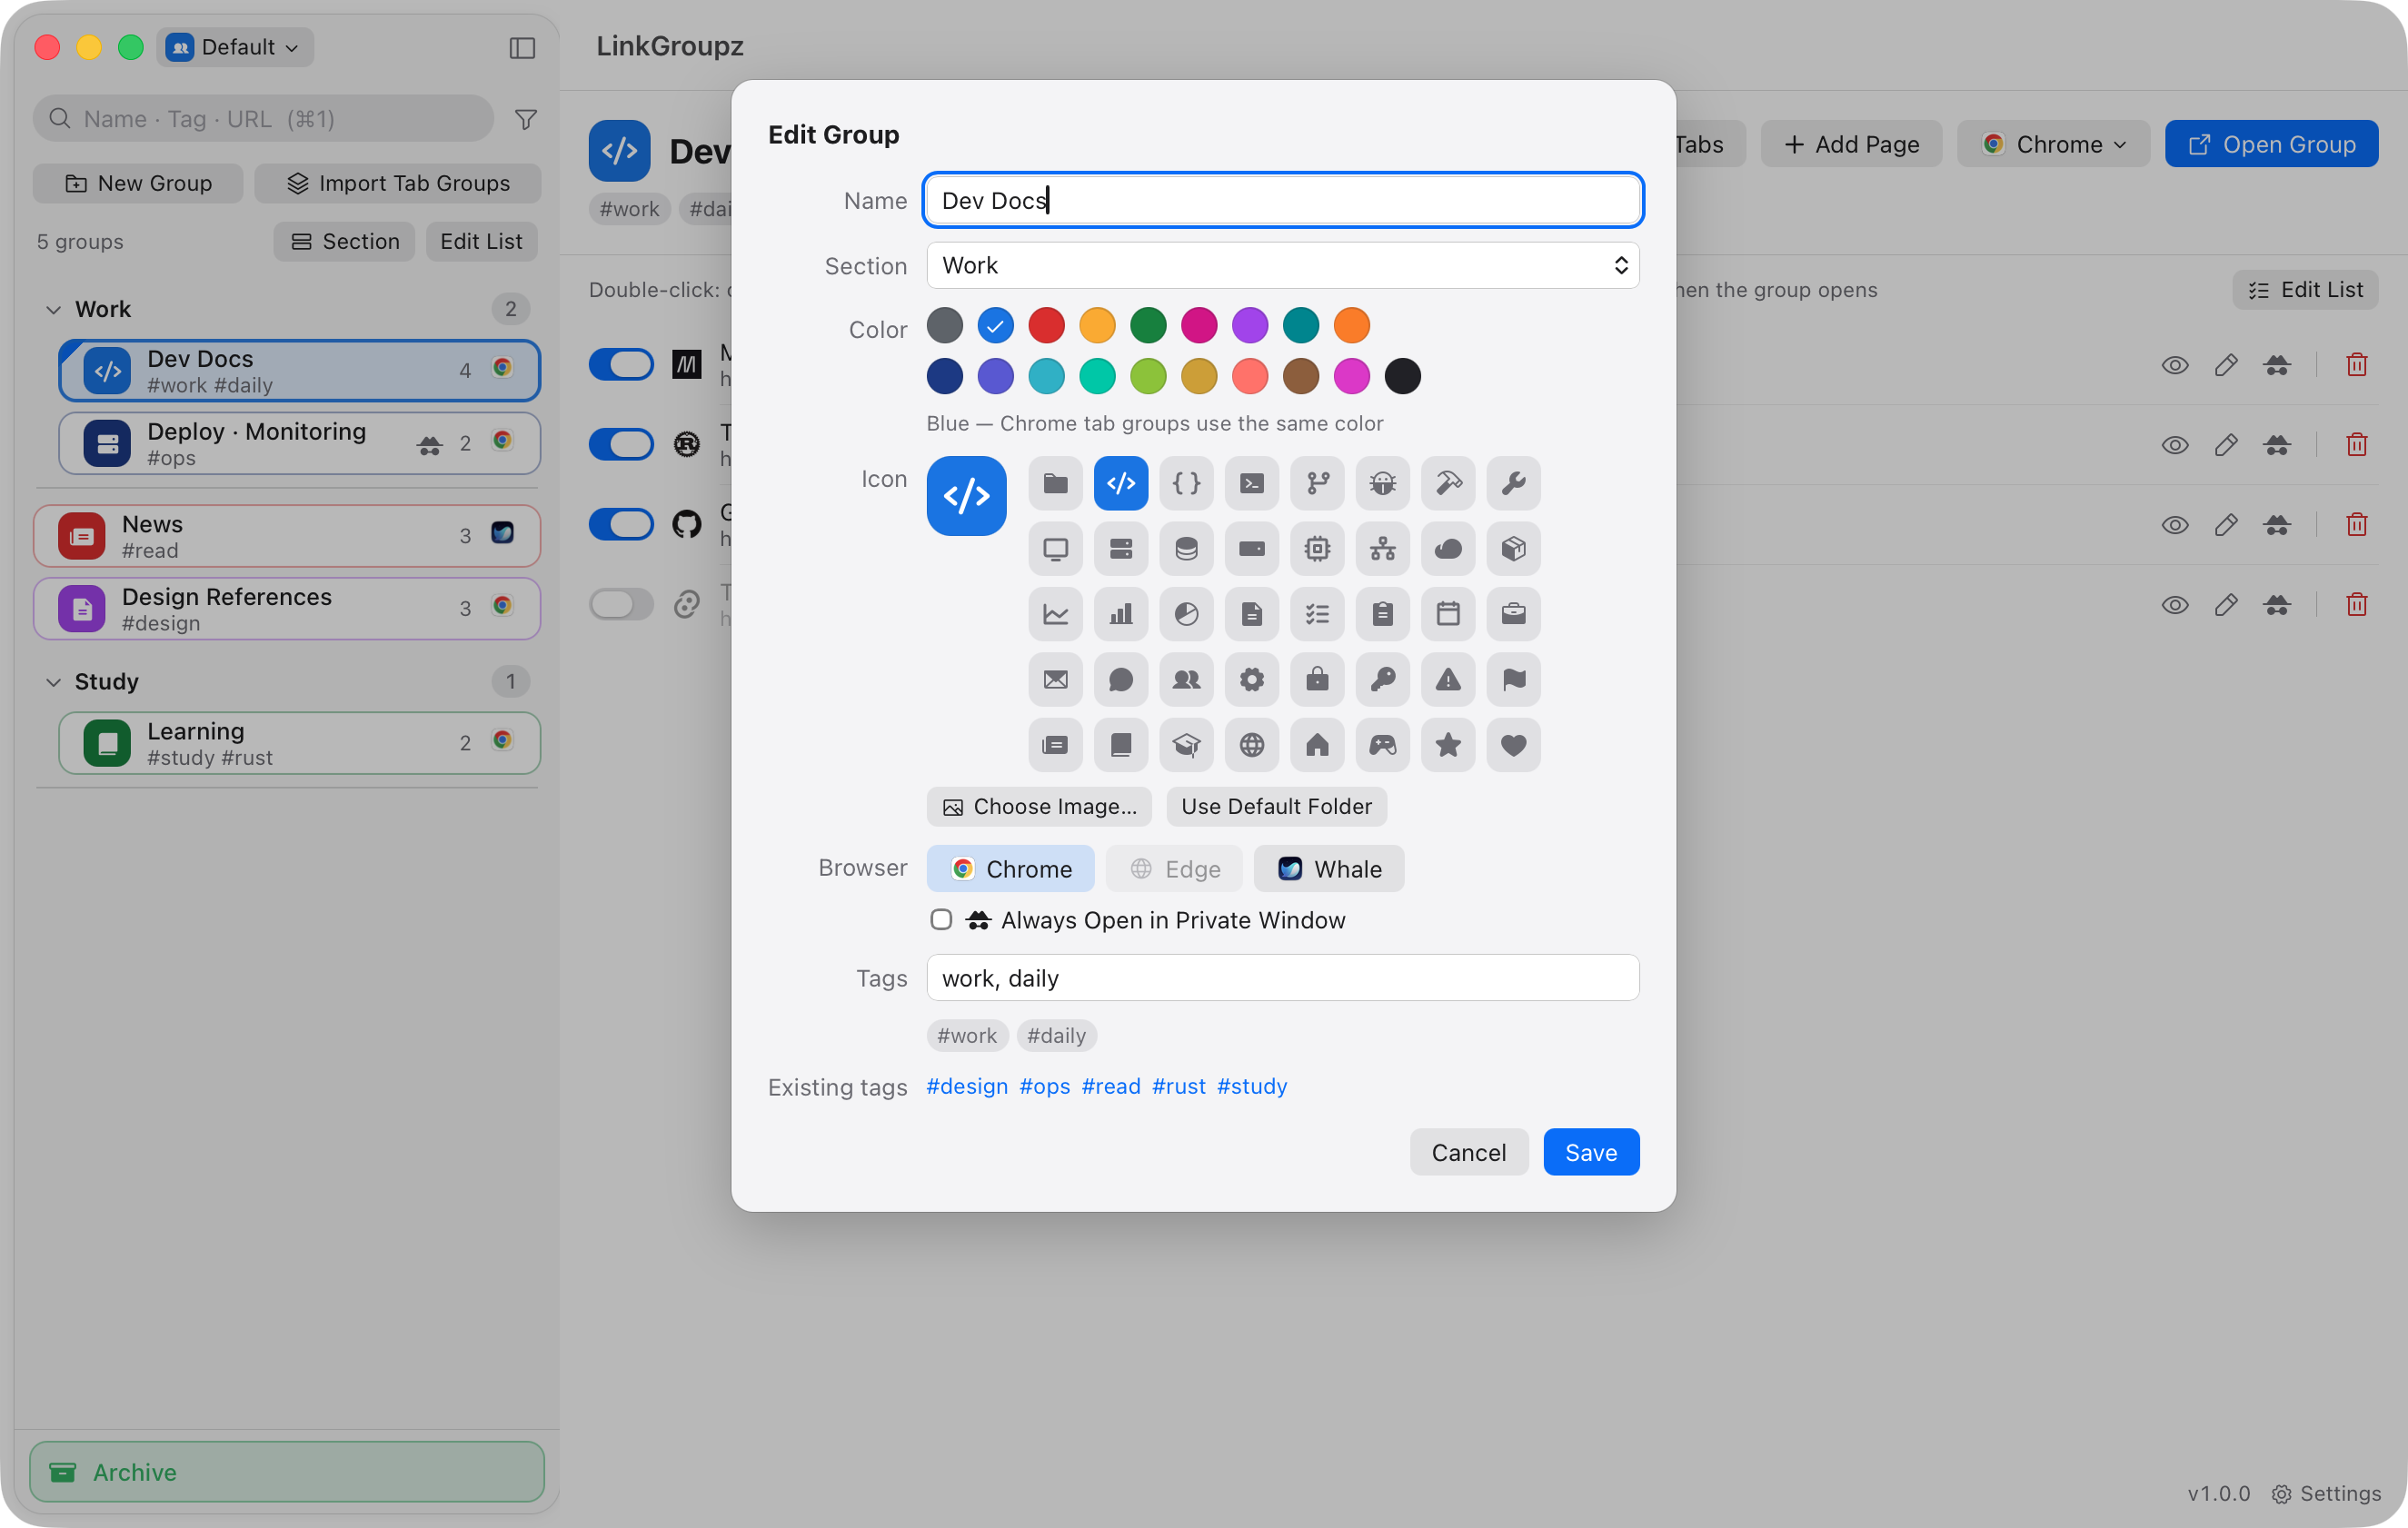 Default
LinkGroupz
Name · Tag · URL (⌘1)
New Group
Import Tab Groups
5 groups
Section
Edit List
Work
2
Dev Docs
#work #daily
4
Deploy · Monitoring
#ops
2
News
#read
3
Design References
#design
3
Study
1
Learning
#study #rust
2
Archive
Dev
#work
Tabs
Add Page
Chrome
Open Group
Double-click:
the group opens
Edit List
Edit Group
Name
Dev Docs
Section
Work
Color
Blue — Chrome tab groups use the same color
Icon
Choose Image...
Use Default Folder
Browser
Chrome
Edge
Whale
Always Open in Private Window
Tags
work, daily
#work
#daily
Existing tags
#design #ops #read #rust #study
Cancel
Save
v1.0.0
Settings